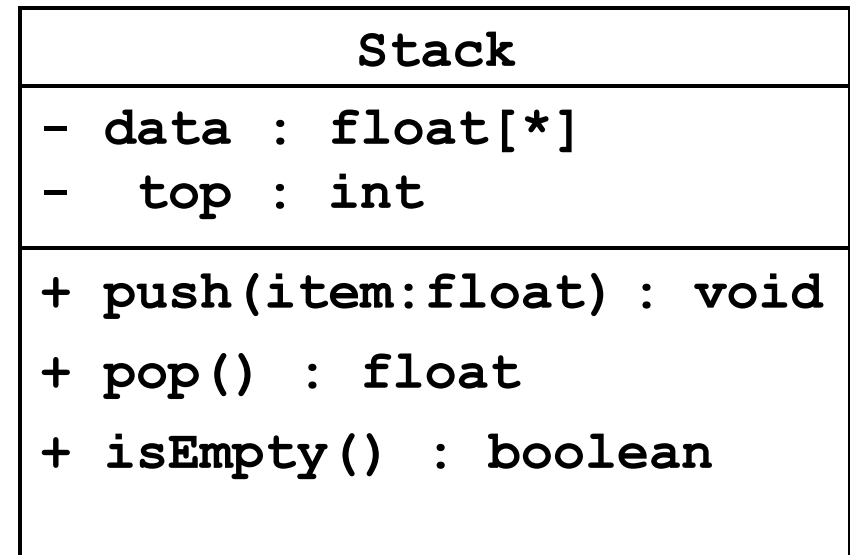 Stack
- data : float[*]
- top : int
+ push(item:float) : void
+ pop() : float
+ isEmpty() : boolean